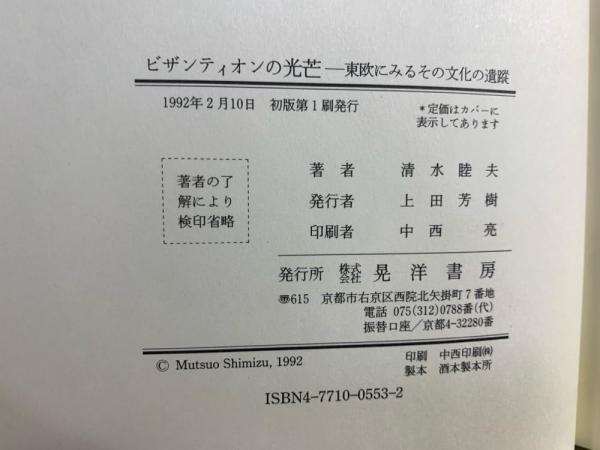 ビザンティオンの光芒―東欧にみるその文化の遺蹤
1992年2月10日 初版第1刷発行
＊定価はカバーに
表示してあります
著者の了
解により
検印省略
著者 清水睦夫
発行者 上田芳樹
印刷者 中西亮
発行所 株式会社 晃洋書房
〠615 京都市右京区西院北矢掛町7番地
電話 075(312)0788番(代)
振替口座／京都4-32280番
© Mutsuo Shimizu, 1992
印刷 中西印刷㈱
製本 酒本製本所
ISBN4-7710-0553-2